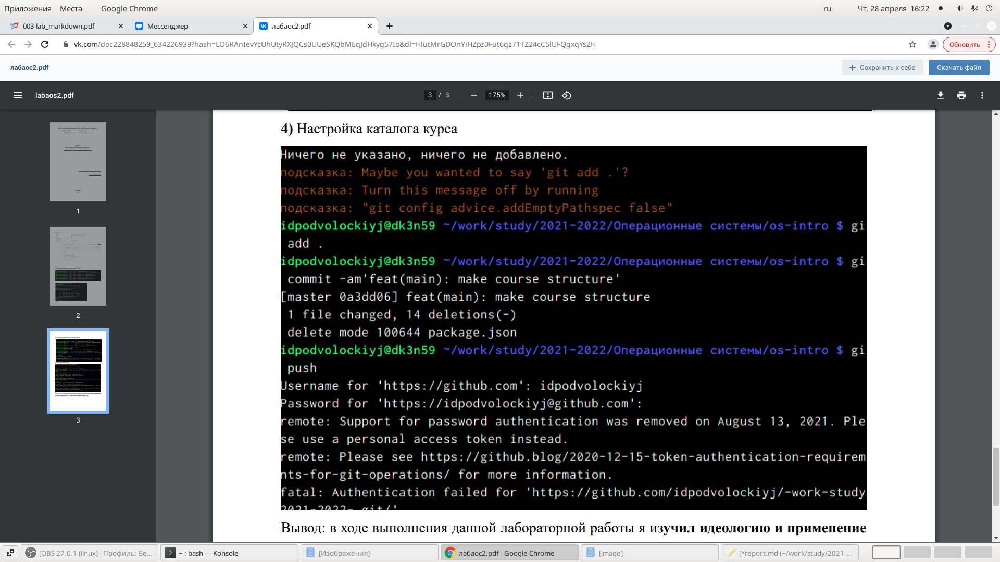 Приложения Места Google Chrome ru Чт, 28 апреля 16:22
003-lab_markdown.pdf Мессенджер лабаос2.pdf
vk.com/doc228848259_634226939?hash=LO6RAnIevYcUhUtyRXJQCs0UUeSKQbMEqJdHkyg57Io&dl=HlutMrGDOnYiHZpz0Fut6gz71TZ24cC5lUFQgxqYs2H Обновить
лабаос2.pdf + Сохранить к себе Скачать файл
labaos2.pdf 3 / 3 175%
1
2
3
4) Настройка каталога курса
Ничего не указано, ничего не добавлено.
подсказка: Maybe you wanted to say 'git add .'?
подсказка: Turn this message off by running
подсказка: "git config advice.addEmptyPathspec false"
idpodvolockiyj@dk3n59 ~/work/study/2021-2022/Операционные системы/os-intro $ gi
add .
idpodvolockiyj@dk3n59 ~/work/study/2021-2022/Операционные системы/os-intro $ gi
commit -am'feat(main): make course structure'
[master 0a3dd06] feat(main): make course structure
1 file changed, 14 deletions(-)
delete mode 100644 package.json
idpodvolockiyj@dk3n59 ~/work/study/2021-2022/Операционные системы/os-intro $ gi
push
Username for 'https://github.com': idpodvolockiyj
Password for 'https://idpodvolockiyj@github.com':
remote: Support for password authentication was removed on August 13, 2021. Ple
se use a personal access token instead.
remote: Please see https://github.blog/2020-12-15-token-authentication-requirem
nts-for-git-operations/ for more information.
fatal: Authentication failed for 'https://github.com/idpodvolockiyj/-work-study
2021-2022-.git/'
Вывод: в ходе выполнения данной лабораторной работы я изучил идеологию и применение
[OBS 27.0.1 (linux) - Профиль: Бе... ~ : bash — Konsole [Изображения] лабаос2.pdf - Google Chrome [image] [*report.md (~/work/study/2021-...